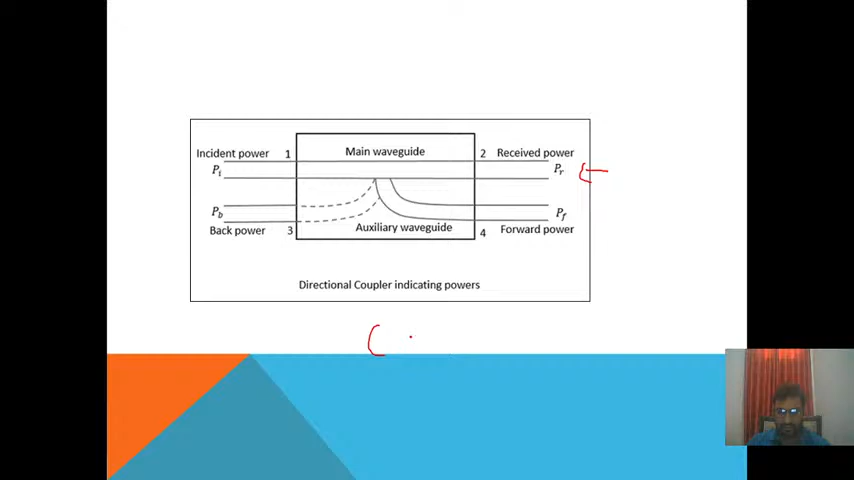 Incident power 1 Main waveguide 2 Received power
Pi Pr
Pb Pf
Back power 3 Auxiliary waveguide 4 Forward power
Directional Coupler indicating powers
(